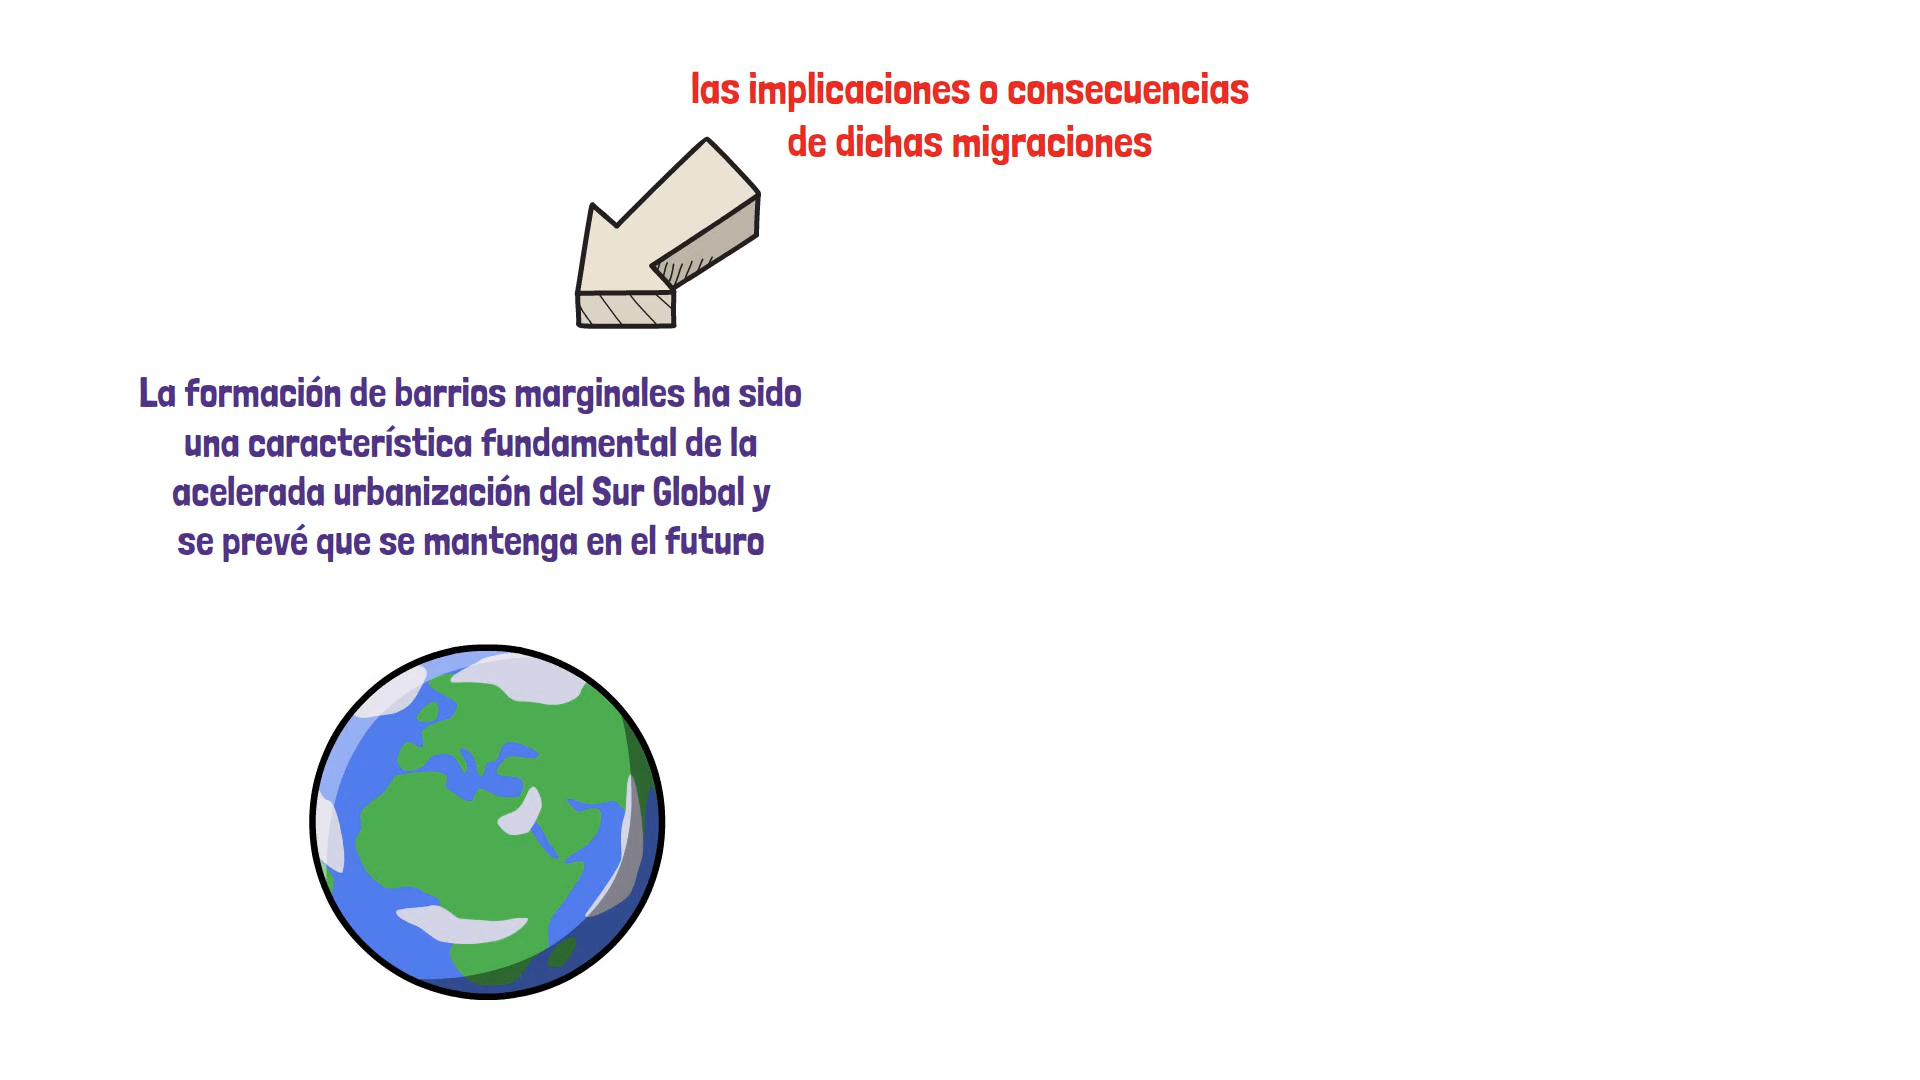 las implicaciones o consecuencias
de dichas migraciones
La formación de barrios marginales ha sido
una característica fundamental de la
acelerada urbanización del Sur Global y
se prevé que se mantenga en el futuro